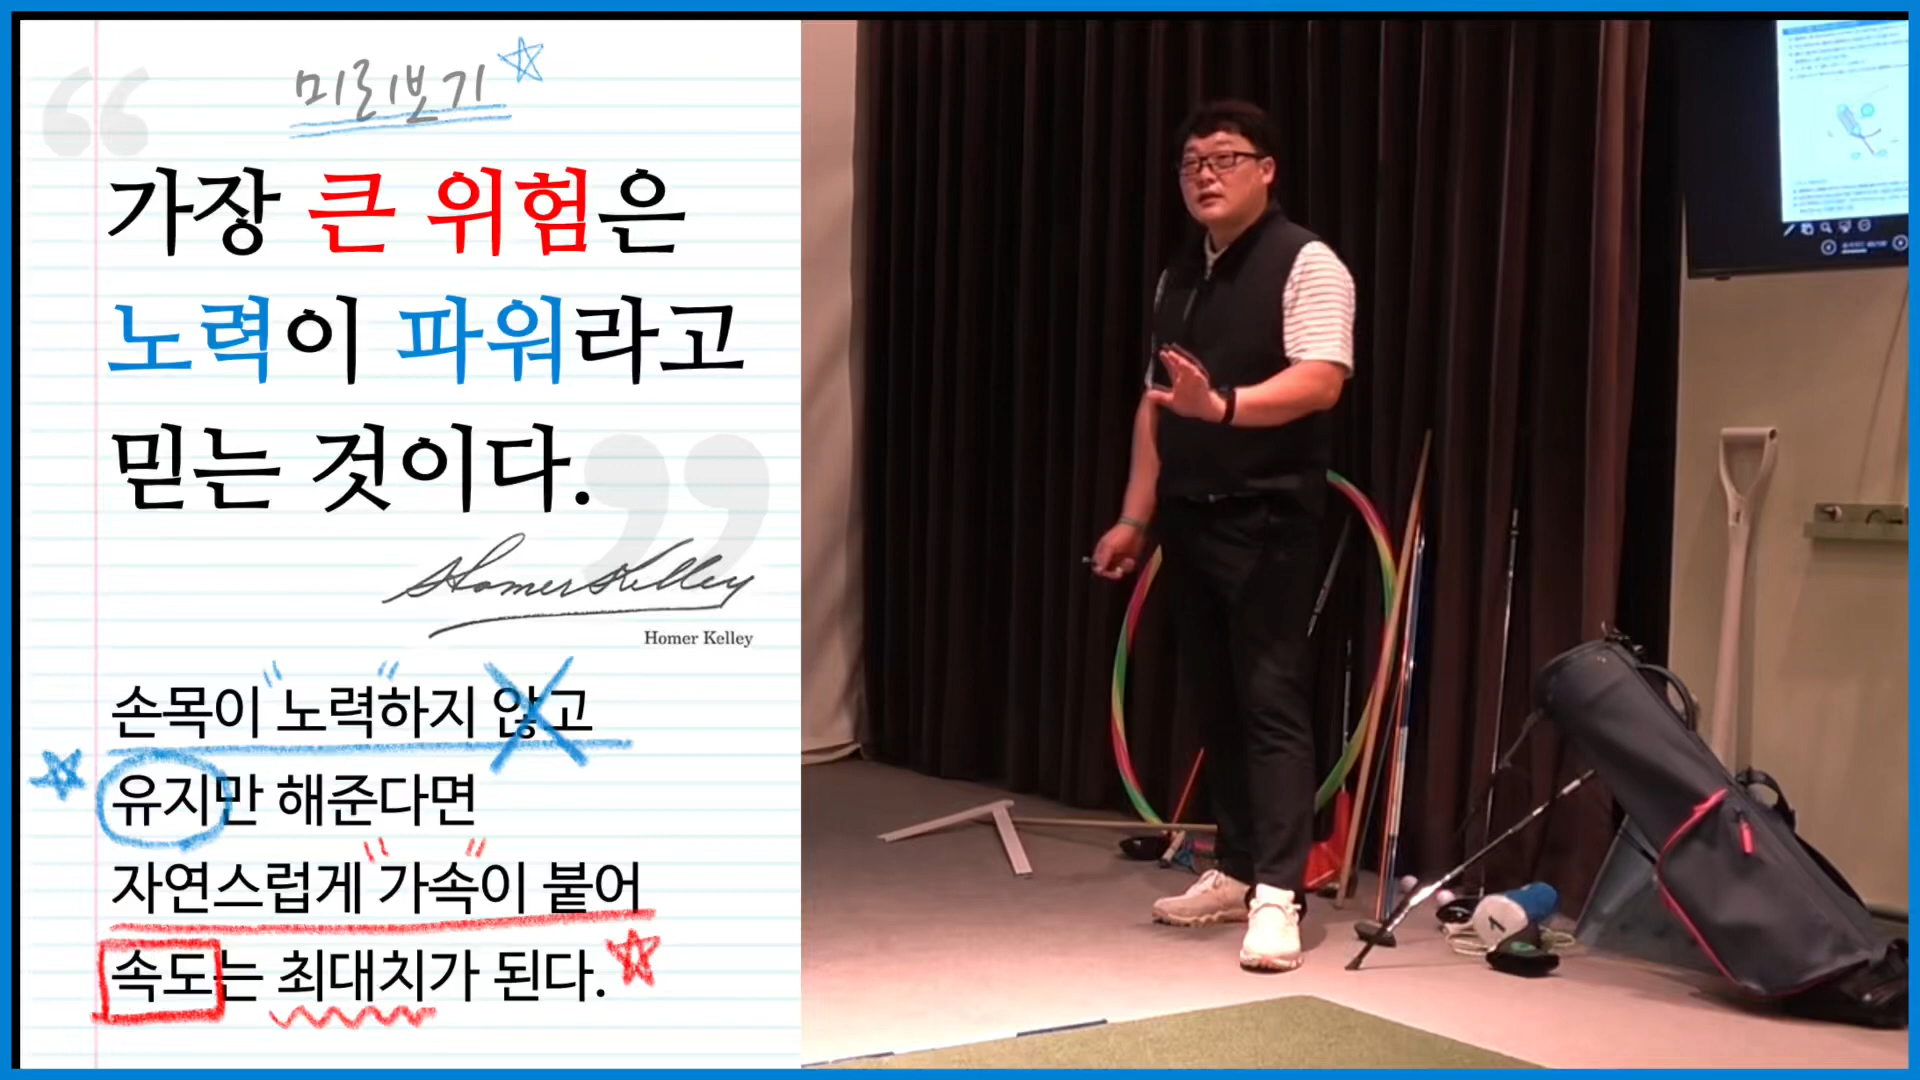 미리보기
가장 큰 위험은
노력이 파워라고
믿는 것이다.
Homer Kelley
Homer Kelley
손목이 "노력"하지 않고
유지만 해준다면
자연스럽게 "가속"이 붙어
속도는 최대치가 된다.